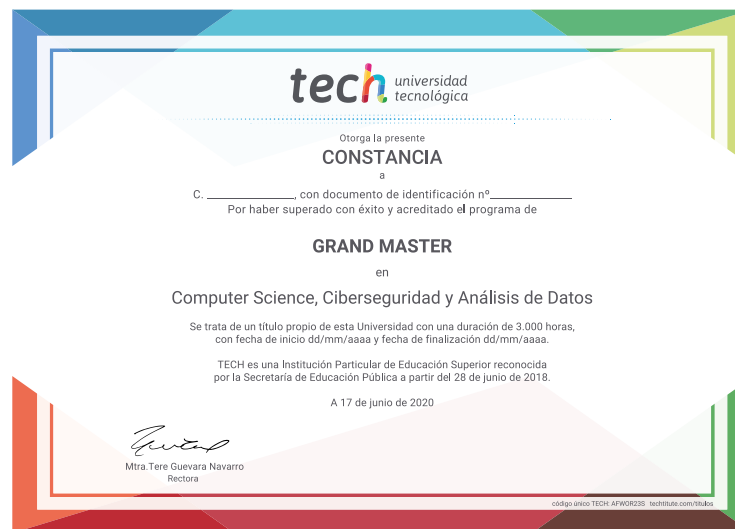 tech universidad
tecnológica
Otorga la presente
CONSTANCIA
a
C. ________________, con documento de identificación nº____________
Por haber superado con éxito y acreditado el programa de
GRAND MASTER
en
Computer Science, Ciberseguridad y Análisis de Datos
Se trata de un título propio de esta Universidad con una duración de 3.000 horas,
con fecha de inicio dd/mm/aaaa y fecha de finalización dd/mm/aaaa.
TECH es una Institución Particular de Educación Superior reconocida
por la Secretaría de Educación Pública a partir del 28 de junio de 2018.
A 17 de junio de 2020
Mtra.Tere Guevara Navarro
Rectora
código único TECH: AFWOR23S techtitute.com/títulos